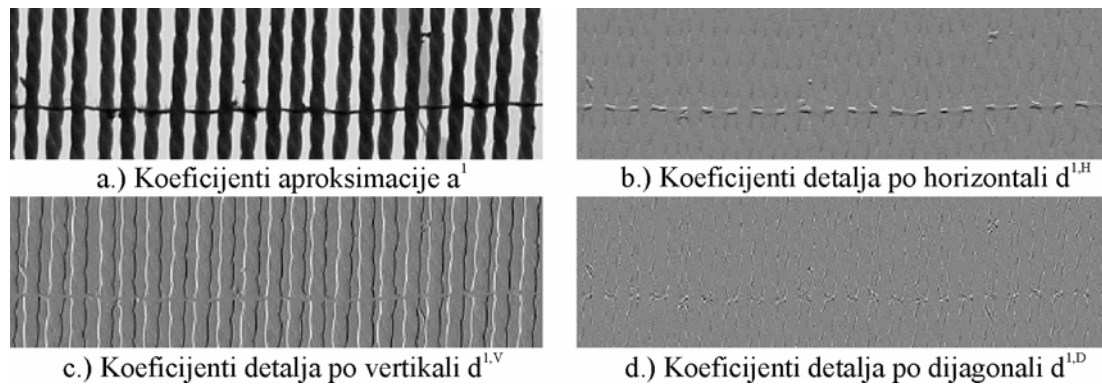 a.) Koeficijenti aproksimacije a¹
b.) Koeficijenti detalja po horizontali d¹,ᴴ
c.) Koeficijenti detalja po vertikali d¹,ⱽ
d.) Koeficijenti detalja po dijagonali d¹,ᴰ